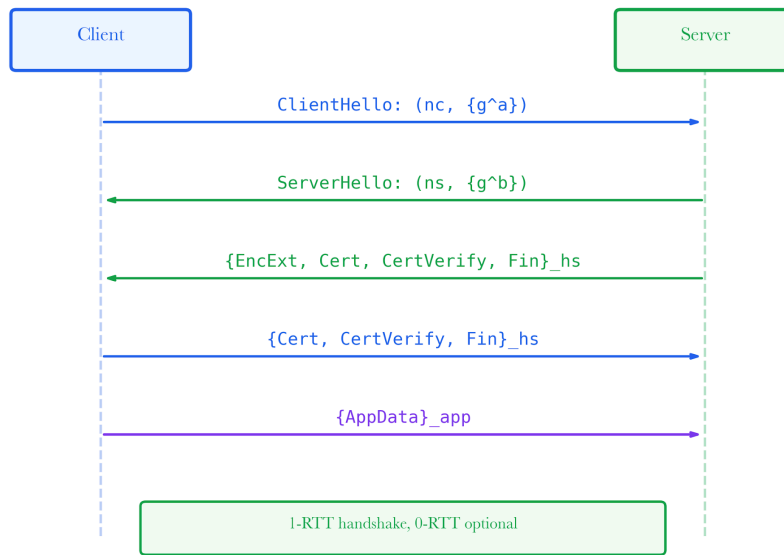 Client
Server
ClientHello: (nc, {g^a})
ServerHello: (ns, {g^b})
{EncExt, Cert, CertVerify, Fin}_hs
{Cert, CertVerify, Fin}_hs
{AppData}_app
1-RTT handshake, 0-RTT optional